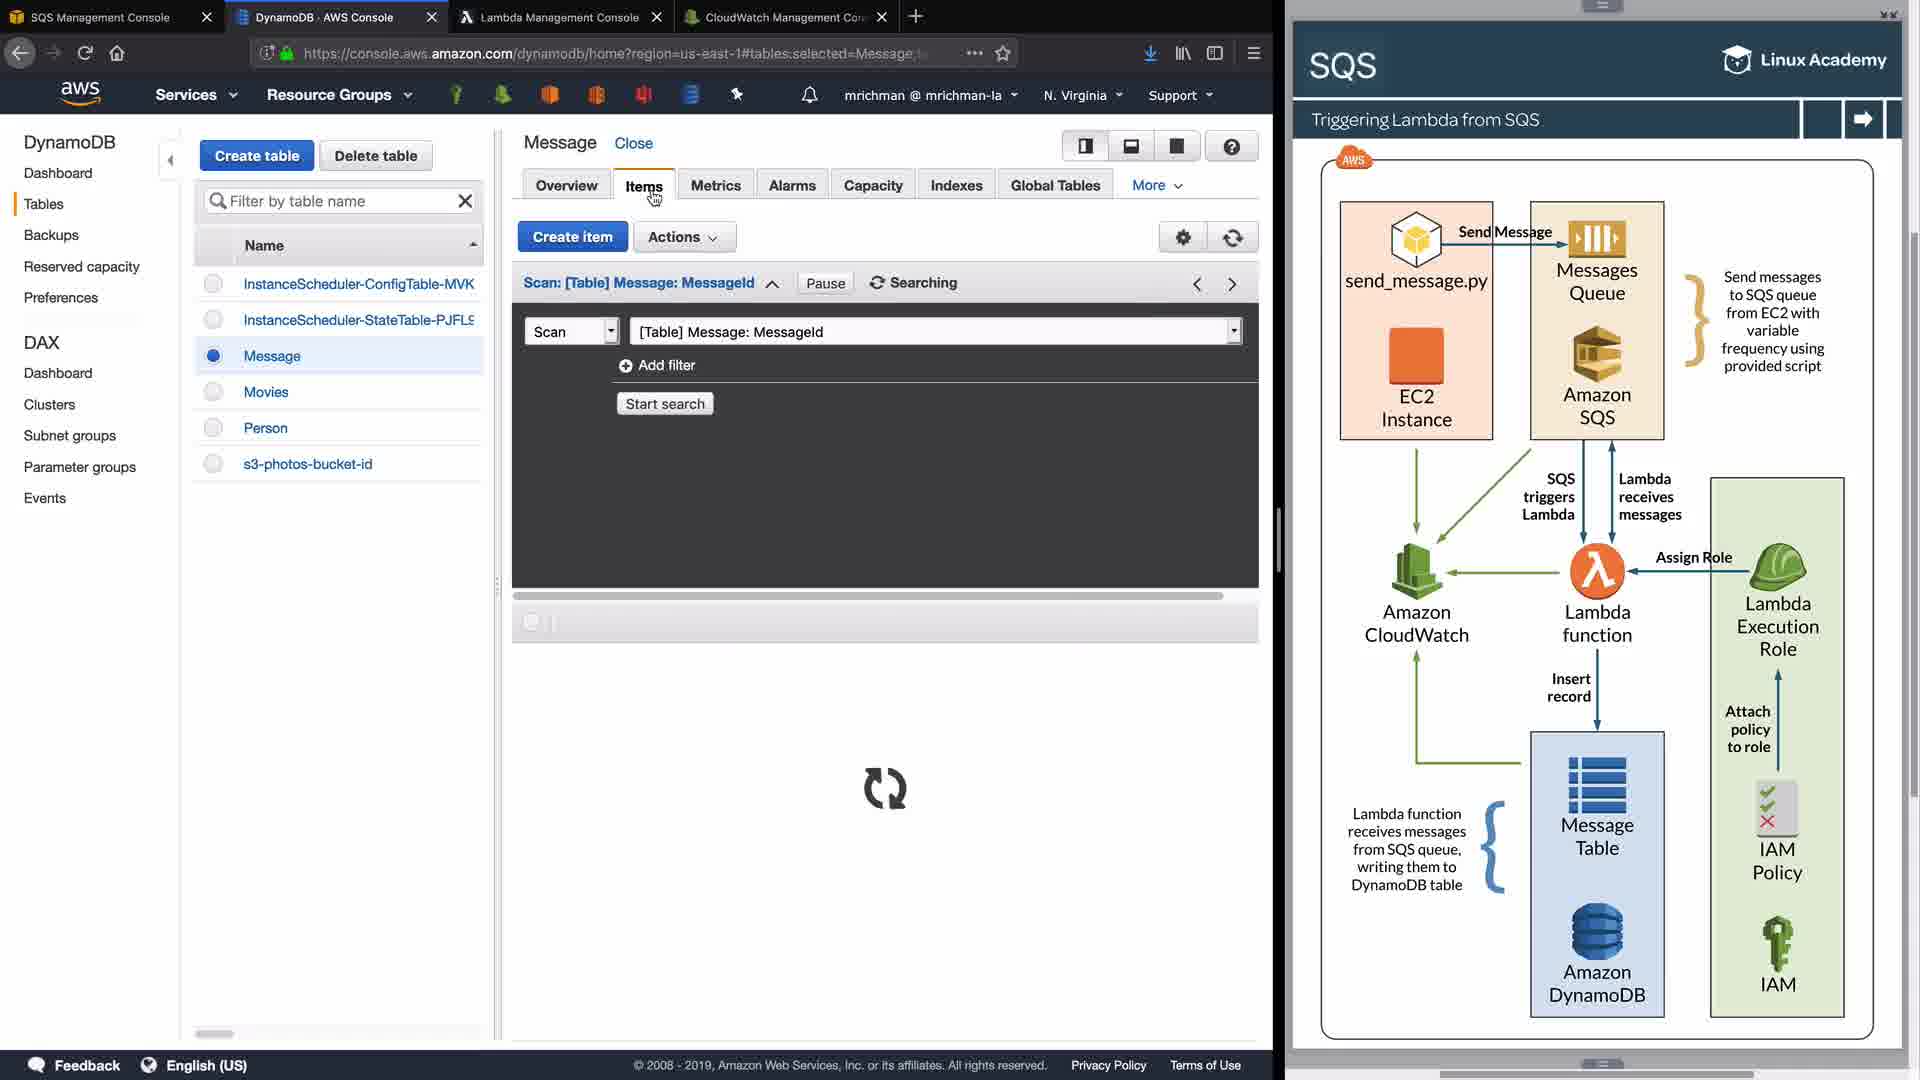 SQS Management Console
DynamoDB · AWS Console
Lambda Management Console
CloudWatch Management Con
https://console.aws.amazon.com/dynamodb/home?region=us-east-1#tables:selected=Message;
aws
Services
Resource Groups
mrichman @ mrichman-la
N. Virginia
Support
DynamoDB
Dashboard
Tables
Backups
Reserved capacity
Preferences
DAX
Dashboard
Clusters
Subnet groups
Parameter groups
Events
Create table
Delete table
Filter by table name
Name
InstanceScheduler-ConfigTable-MVK
InstanceScheduler-StateTable-PJFLS
Message
Movies
Person
s3-photos-bucket-id
Message
Close
Overview
Items
Metrics
Alarms
Capacity
Indexes
Global Tables
More
Create item
Actions
Scan: [Table] Message: MessageId
Pause
Searching
Scan
[Table] Message: MessageId
Add filter
Start search
Feedback
English (US)
© 2008 - 2019, Amazon Web Services, Inc. or its affiliates. All rights reserved.
Privacy Policy
Terms of Use
SQS
Linux Academy
Triggering Lambda from SQS
AWS
send_message.py
Send Message
Messages
Queue
EC2
Instance
Amazon
SQS
Send messages
to SQS queue
from EC2 with
variable
frequency using
provided script
SQS
triggers
Lambda
Lambda
receives
messages
Assign Role
Amazon
CloudWatch
Lambda
function
Lambda
Execution
Role
Insert
record
Attach
policy
to role
Lambda function
receives messages
from SQS queue,
writing them to
DynamoDB table
Message
Table
IAM
Policy
Amazon
DynamoDB
IAM